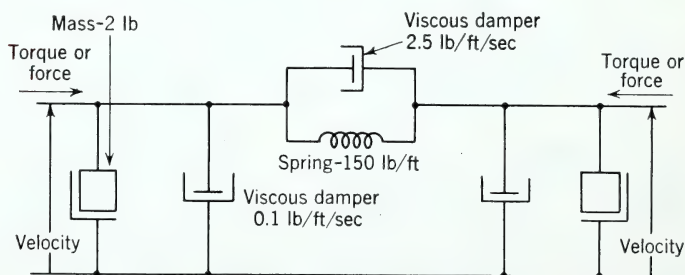 Mass-2 lb
Viscous damper
2.5 lb/ft/sec
Torque or
force
Torque or
force
Spring-150 lb/ft
Viscous damper
0.1 lb/ft/sec
Velocity
Velocity